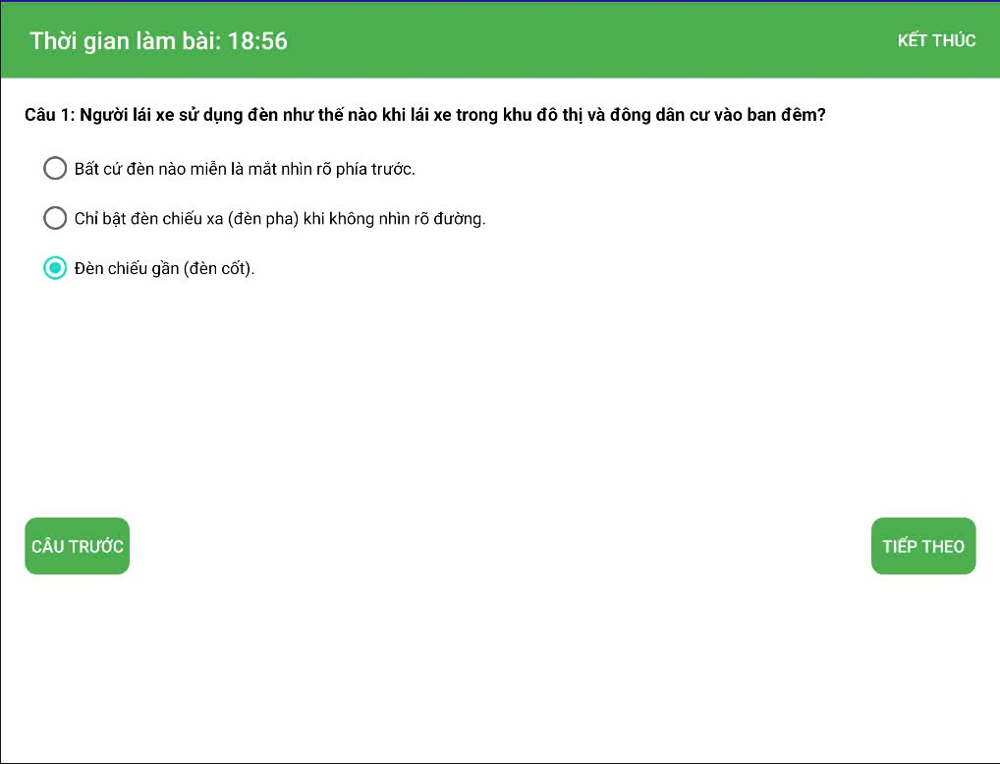 Thời gian làm bài: 18:56
KẾT THÚC
Câu 1: Người lái xe sử dụng đèn như thế nào khi lái xe trong khu đô thị và đông dân cư vào ban đêm?
Bất cứ đèn nào miễn là mắt nhìn rõ phía trước.
Chỉ bật đèn chiếu xa (đèn pha) khi không nhìn rõ đường.
Đèn chiếu gần (đèn cốt).
CÂU TRƯỚC
TIẾP THEO